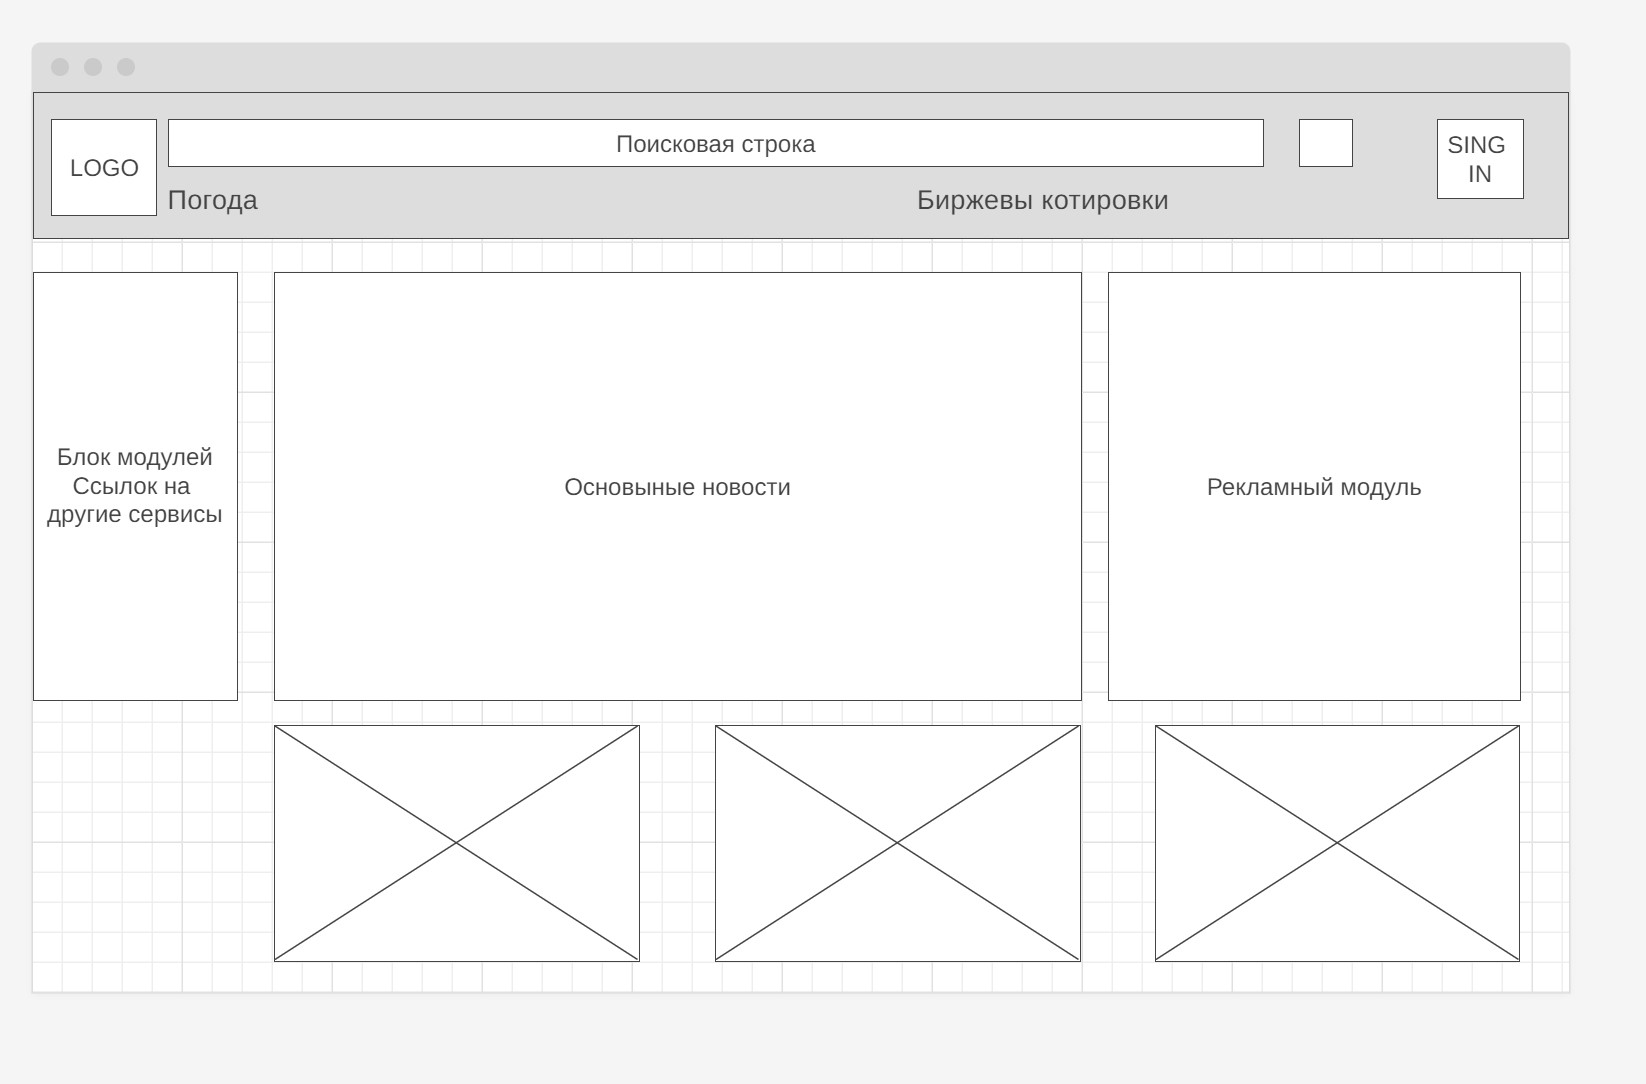 LOGO
Поисковая строка
SING
IN
Погода
Биржевы котировки
Блок модулей
Ссылок на
другие сервисы
Основыные новости
Рекламный модуль